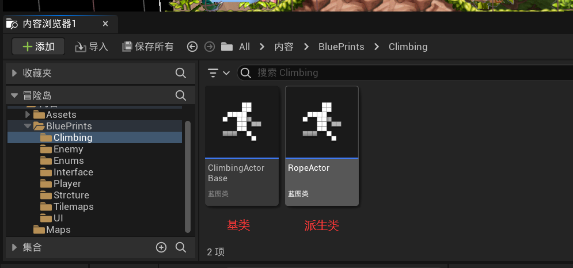 内容浏览器1
添加
导入
保存所有
All > 内容 > BluePrints > Climbing
收藏夹
搜索 Climbing
冒险岛
Assets
BluePrints
Climbing
Enemy
Enums
Interface
Player
Strcture
Tilemaps
UI
Maps
集合
ClimbingActor
Base
蓝图类
RopeActor
蓝图类
基类
派生类
2 项